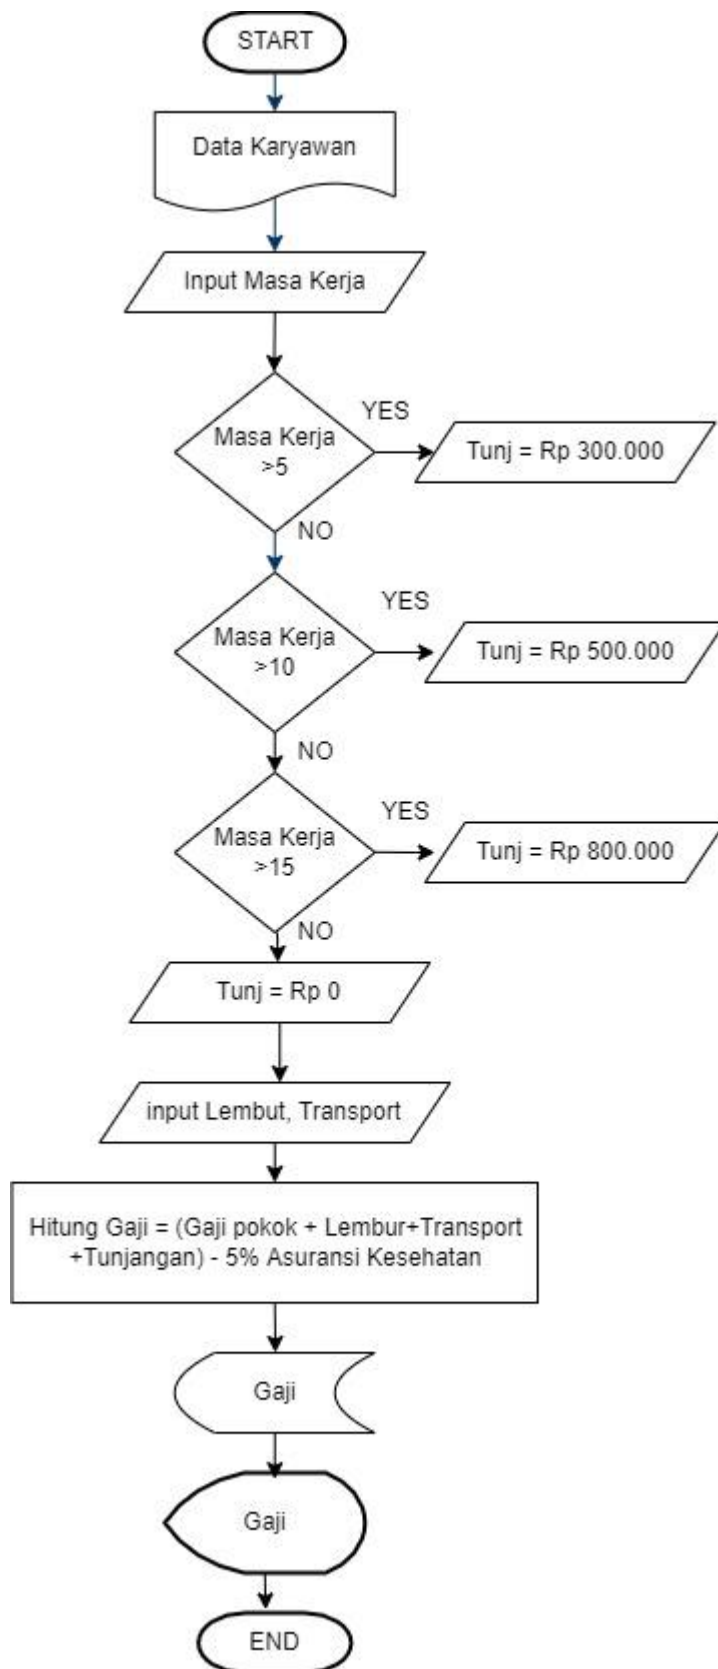 START
Data Karyawan
Input Masa Kerja
YES
Masa Kerja
>5
Tunj = Rp 300.000
NO
YES
Masa Kerja
>10
Tunj = Rp 500.000
NO
YES
Masa Kerja
>15
Tunj = Rp 800.000
NO
Tunj = Rp 0
input Lembut, Transport
Hitung Gaji = (Gaji pokok + Lembur+Transport
+Tunjangan) - 5% Asuransi Kesehatan
Gaji
Gaji
END